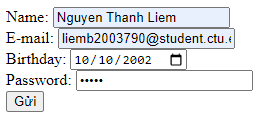 Name: Nguyen Thanh Liem
E-mail: liemb2003790@student.ctu.e
Birthday: 10/10/2002
Password: •••••
Gửi